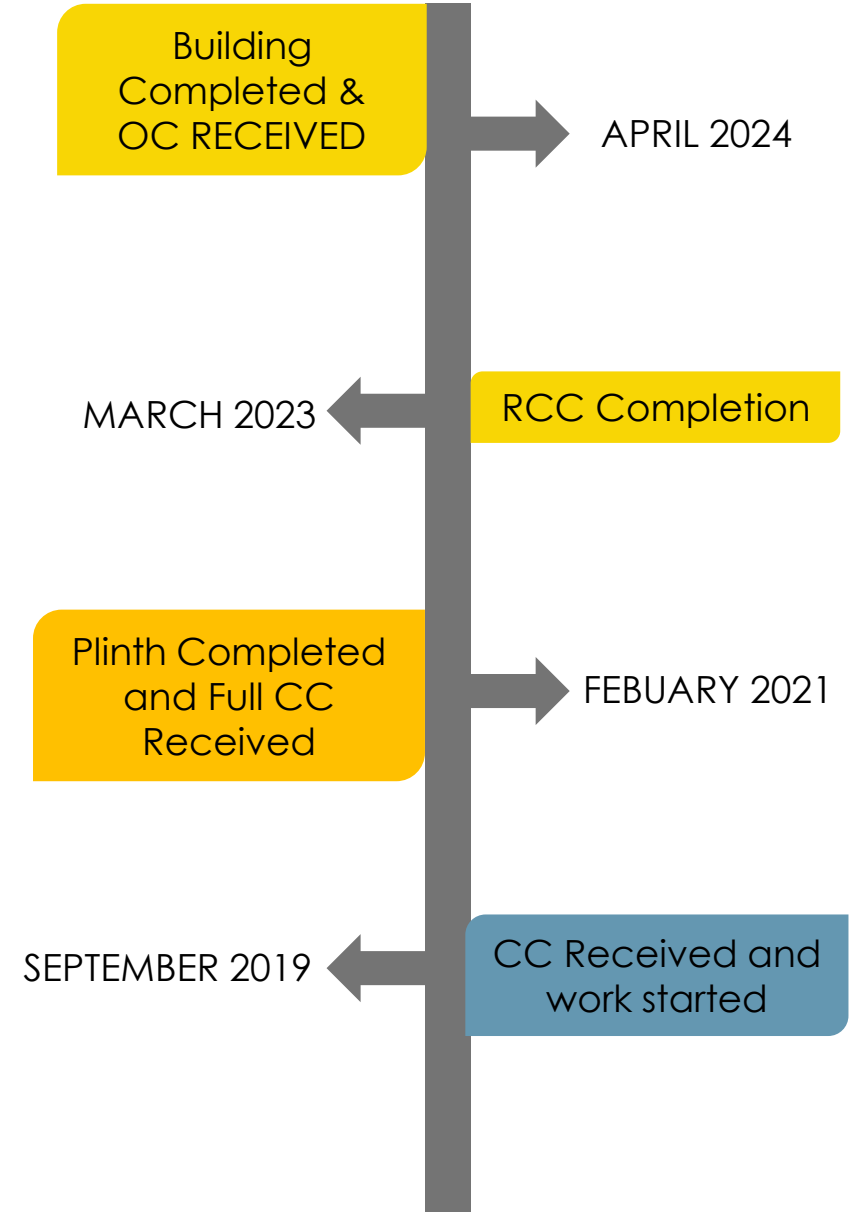 Building
Completed &
OC RECEIVED
APRIL 2024
MARCH 2023
RCC Completion
Plinth Completed
and Full CC
Received
FEBUARY 2021
SEPTEMBER 2019
CC Received and
work started